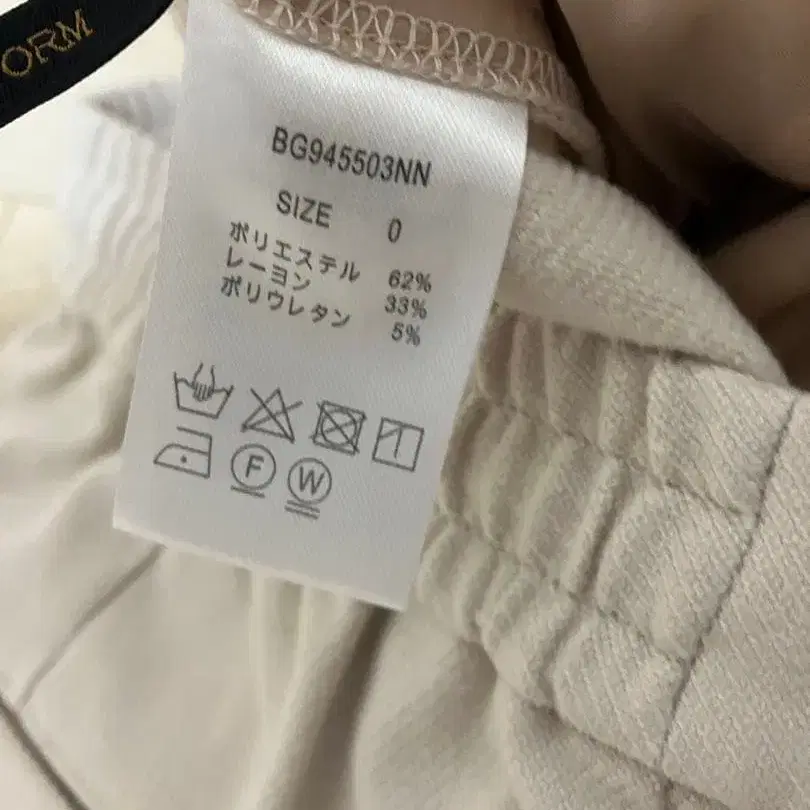 ORM
BG945503NN
SIZE 0
ポリエステル 62%
レーヨン 33%
ポリウレタン 5%
F W